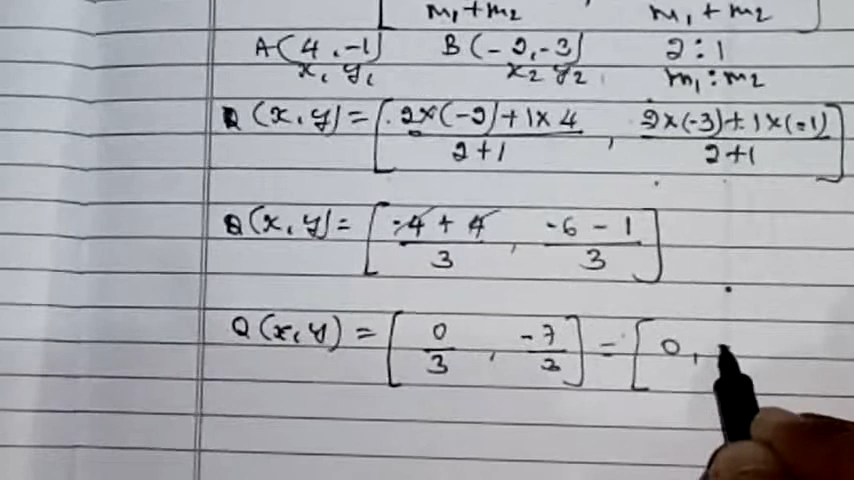 m₁+m₂ m₁+m₂
A(4,-1) B(-2,-3) 2:1
x₁ y₁ x₂ y₂ m₁:m₂
Q(x,y)=[2×(-2)+1×4 / 2+1 , 2×(-3)+1×(-1) / 2+1]
Q(x,y)=[-4+4 / 3 , -6-1 / 3]
Q(x,y)=[0/3 , -7/3]=[0,